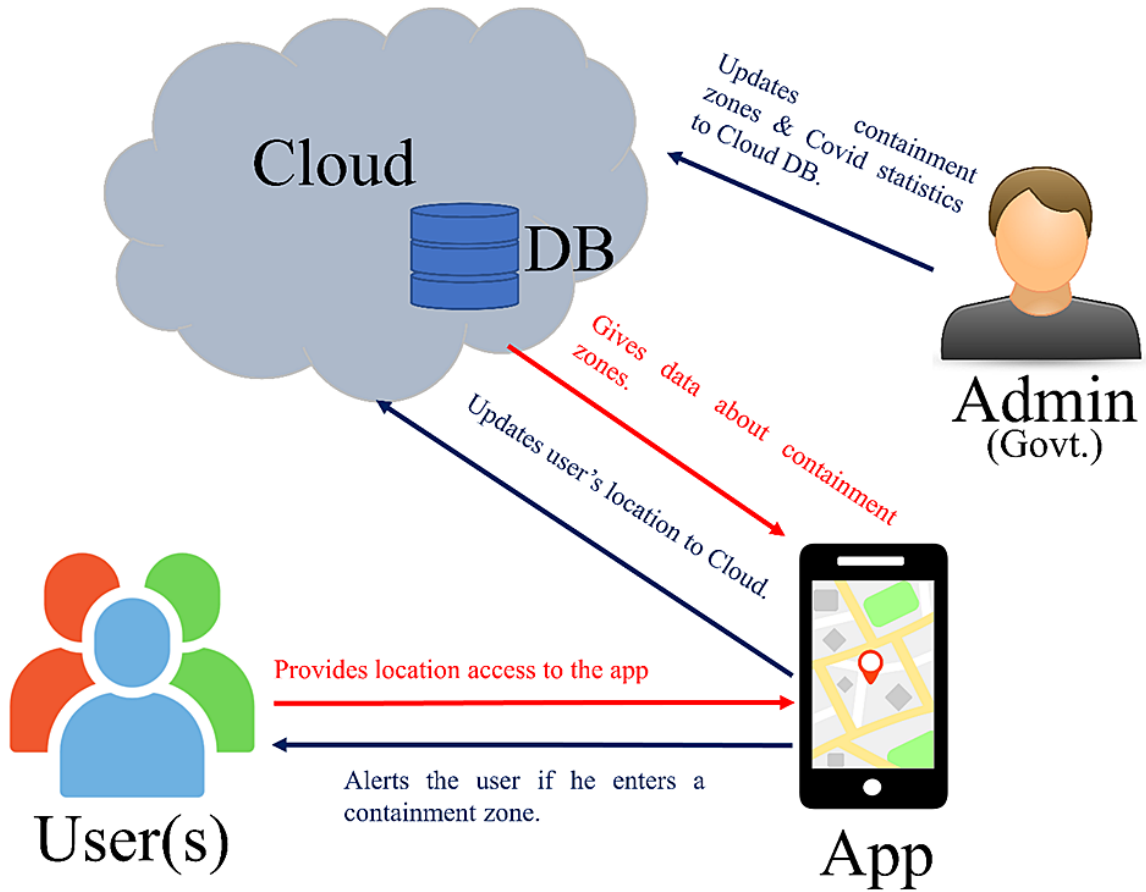 Updates containment
zones & Covid statistics
to Cloud DB.
Cloud
DB
Admin
(Govt.)
Gives data about containment
zones.
Updates user’s location to Cloud.
Provides location access to the app
Alerts the user if he enters a
containment zone.
User(s)
App